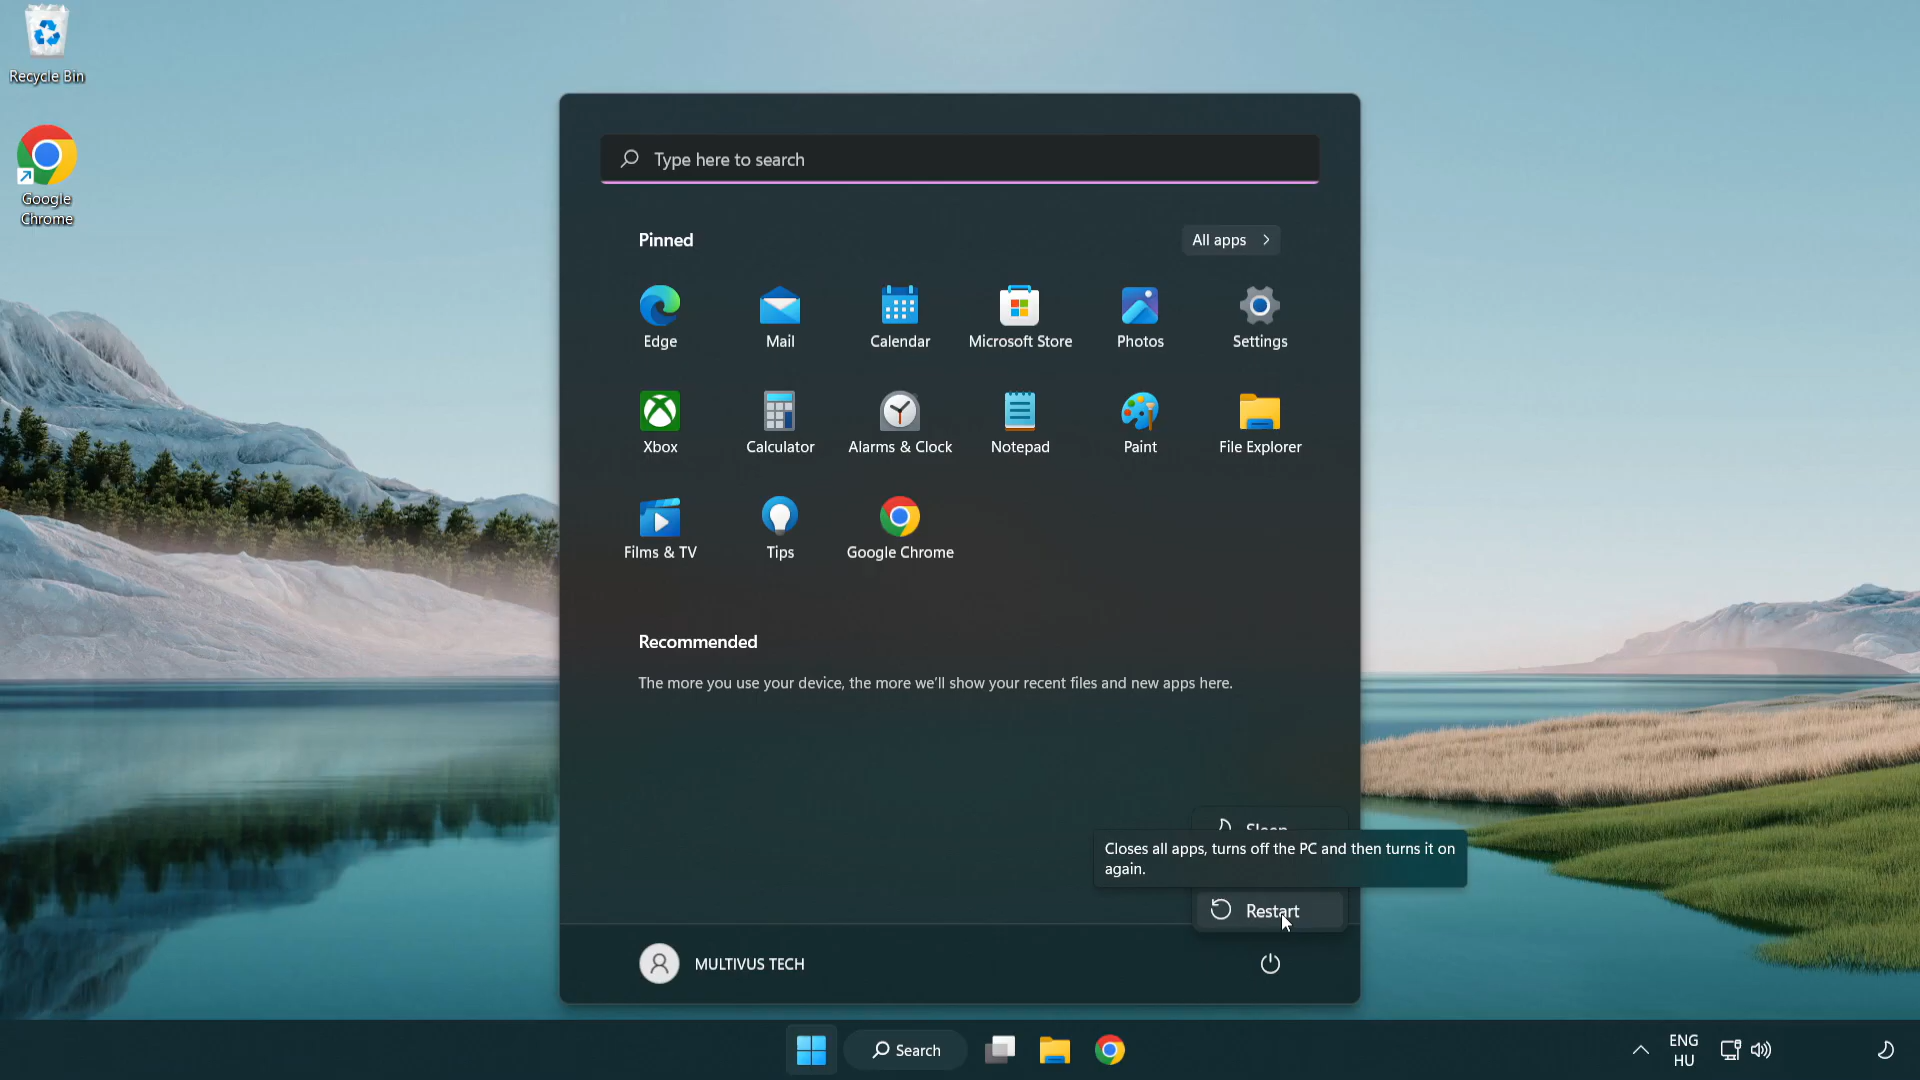 Recycle Bin
Google
Chrome
Type here to search
Pinned
All apps
Edge
Mail
Calendar
Microsoft Store
Photos
Settings
Xbox
Calculator
Alarms & Clock
Notepad
Paint
File Explorer
Films & TV
Tips
Google Chrome
Recommended
The more you use your device, the more we'll show your recent files and new apps here.
Sleep
Closes all apps, turns off the PC and then turns it on
again.
Restart
MULTIVUS TECH
Search
ENG
HU